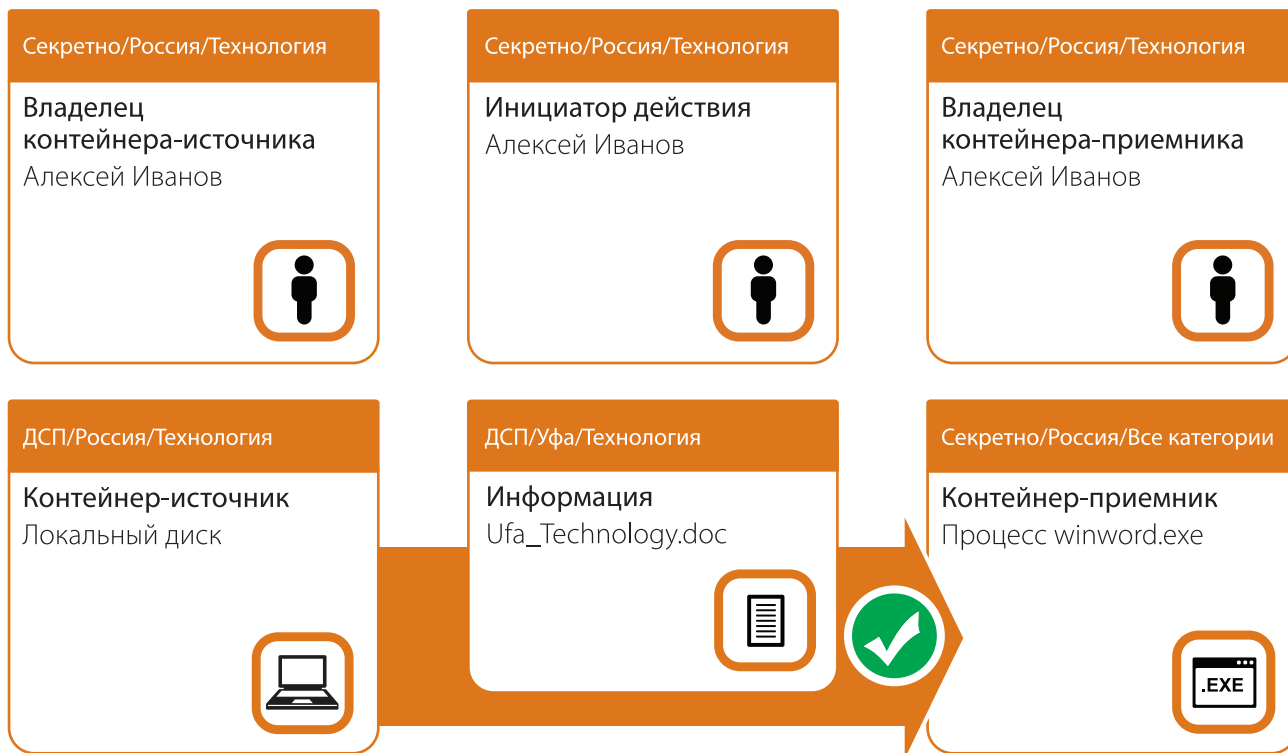 Секретно/Россия/Технология
Владелец
контейнера-источника
Алексей Иванов
Секретно/Россия/Технология
Инициатор действия
Алексей Иванов
Секретно/Россия/Технология
Владелец
контейнера-приемника
Алексей Иванов
ДСП/Россия/Технология
Контейнер-источник
Локальный диск
ДСП/Уфа/Технология
Информация
Ufa_Technology.doc
Секретно/Россия/Все категории
Контейнер-приемник
Процесс winword.exe
.EXE